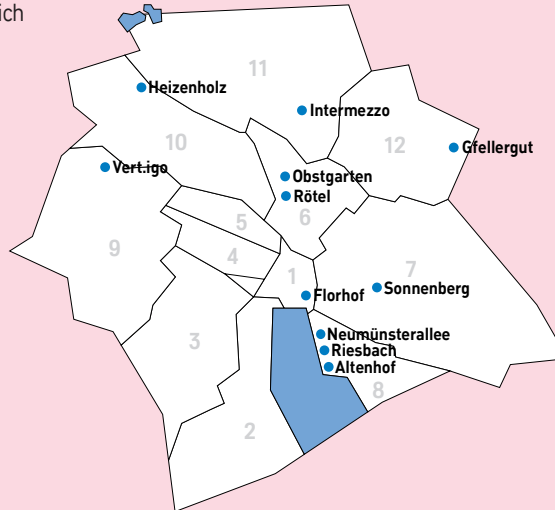 ich
11
Heizenholz
Intermezzo
10
12
Gfellergut
Vert.igo
Obstgarten
Rötel
6
5
9
4
7
1
Sonnenberg
Florhof
3
Neumünsterallee
Riesbach
Altenhof
8
2